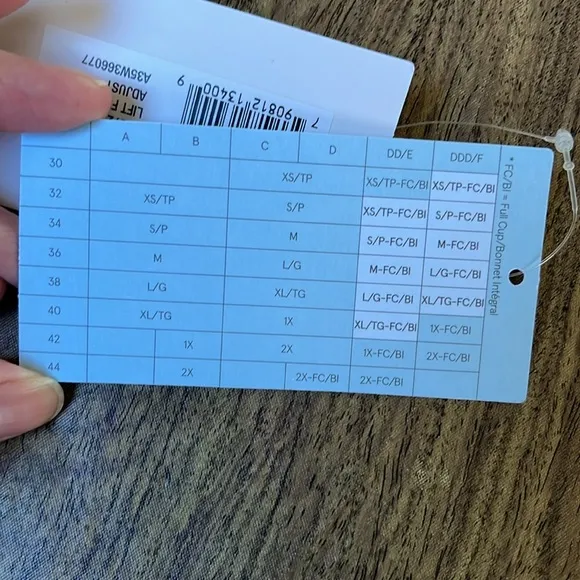 LIFT F
ADJUST
A35W366077
7 90812 13400 9
A B C D DD/E DDD/F
30 XS/TP XS/TP-FC/BI XS/TP-FC/BI
32 XS/TP S/P XS/TP-FC/BI S/P-FC/BI
34 S/P M S/P-FC/BI M-FC/BI
36 M L/G M-FC/BI L/G-FC/BI
38 L/G XL/TG L/G-FC/BI XL/TG-FC/BI
40 XL/TG 1X XL/TG-FC/BI 1X-FC/BI
42 1X 2X 1X-FC/BI 2X-FC/BI
44 2X 2X-FC/BI 2X-FC/BI
* FC/BI = Full Cup/Bonnet Intégral